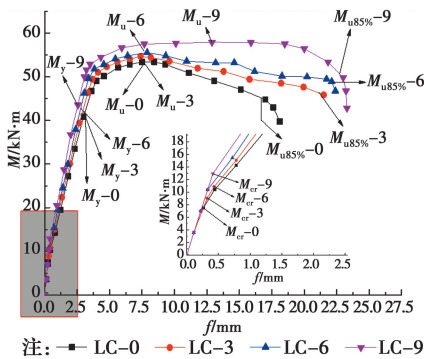 M_u−9
M_u−6
M_u85%−9
M_y−9
M_u85%−6
M_u−3
M_u−0
M_u85%−3
M_y−6
M_y−3
M_y−0
M_u85%−0
M/kN·m
60
50
40
30
20
10
0
0.0 2.5 5.0 7.5 10.0 12.5 15.0 17.5 20.0 22.5 25.0 27.5
f/mm
M/kN·m
18
16
14
12
10
8
6
4
2
0
M_cr−9
M_cr−6
M_cr−3
M_cr−0
0.0 0.5 1.0 1.5 2.0 2.5
f/mm
注: LC−0 LC−3 LC−6 LC−9